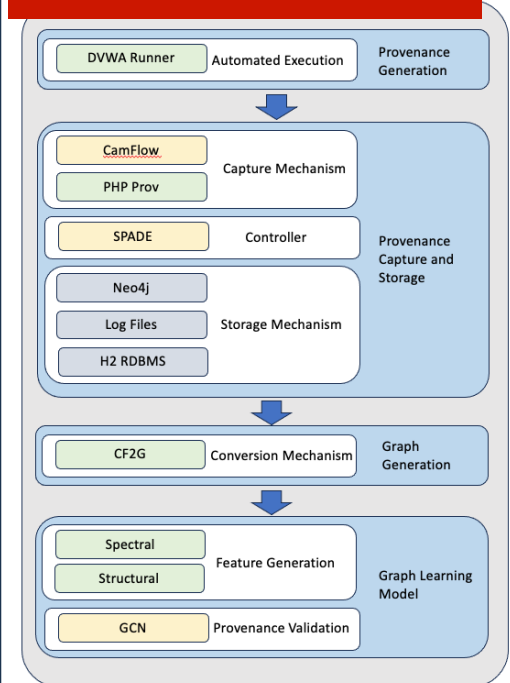 DVWA Runner
Automated Execution
Provenance
Generation
CamFlow
PHP Prov
Capture Mechanism
SPADE
Controller
Neo4j
Log Files
H2 RDBMS
Storage Mechanism
Provenance
Capture and
Storage
CF2G
Conversion Mechanism
Graph
Generation
Spectral
Structural
Feature Generation
GCN
Provenance Validation
Graph Learning
Model